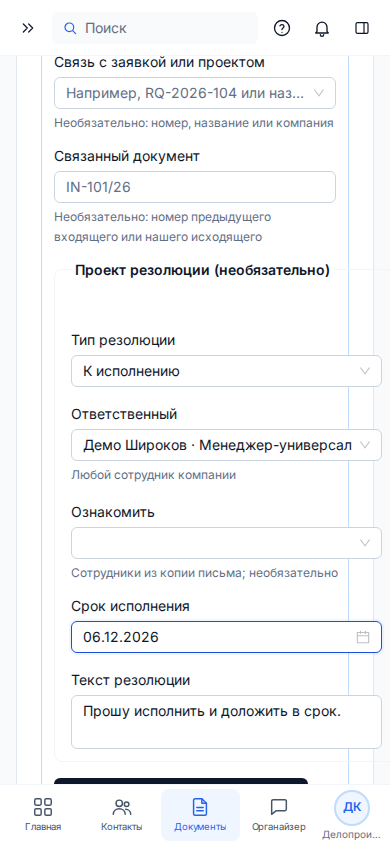 Поиск
Связь с заявкой или проектом
Например, RQ-2026-104 или наз...
Необязательно: номер, название или компания
Связанный документ
IN-101/26
Необязательно: номер предыдущего
входящего или нашего исходящего
Проект резолюции (необязательно)
Тип резолюции
К исполнению
Ответственный
Демо Широков · Менеджер-универсал
Любой сотрудник компании
Ознакомить
Сотрудники из копии письма; необязательно
Срок исполнения
06.12.2026
Текст резолюции
Прошу исполнить и доложить в срок.
Главная
Контакты
Документы
Органайзер
ДК
Делопрои...